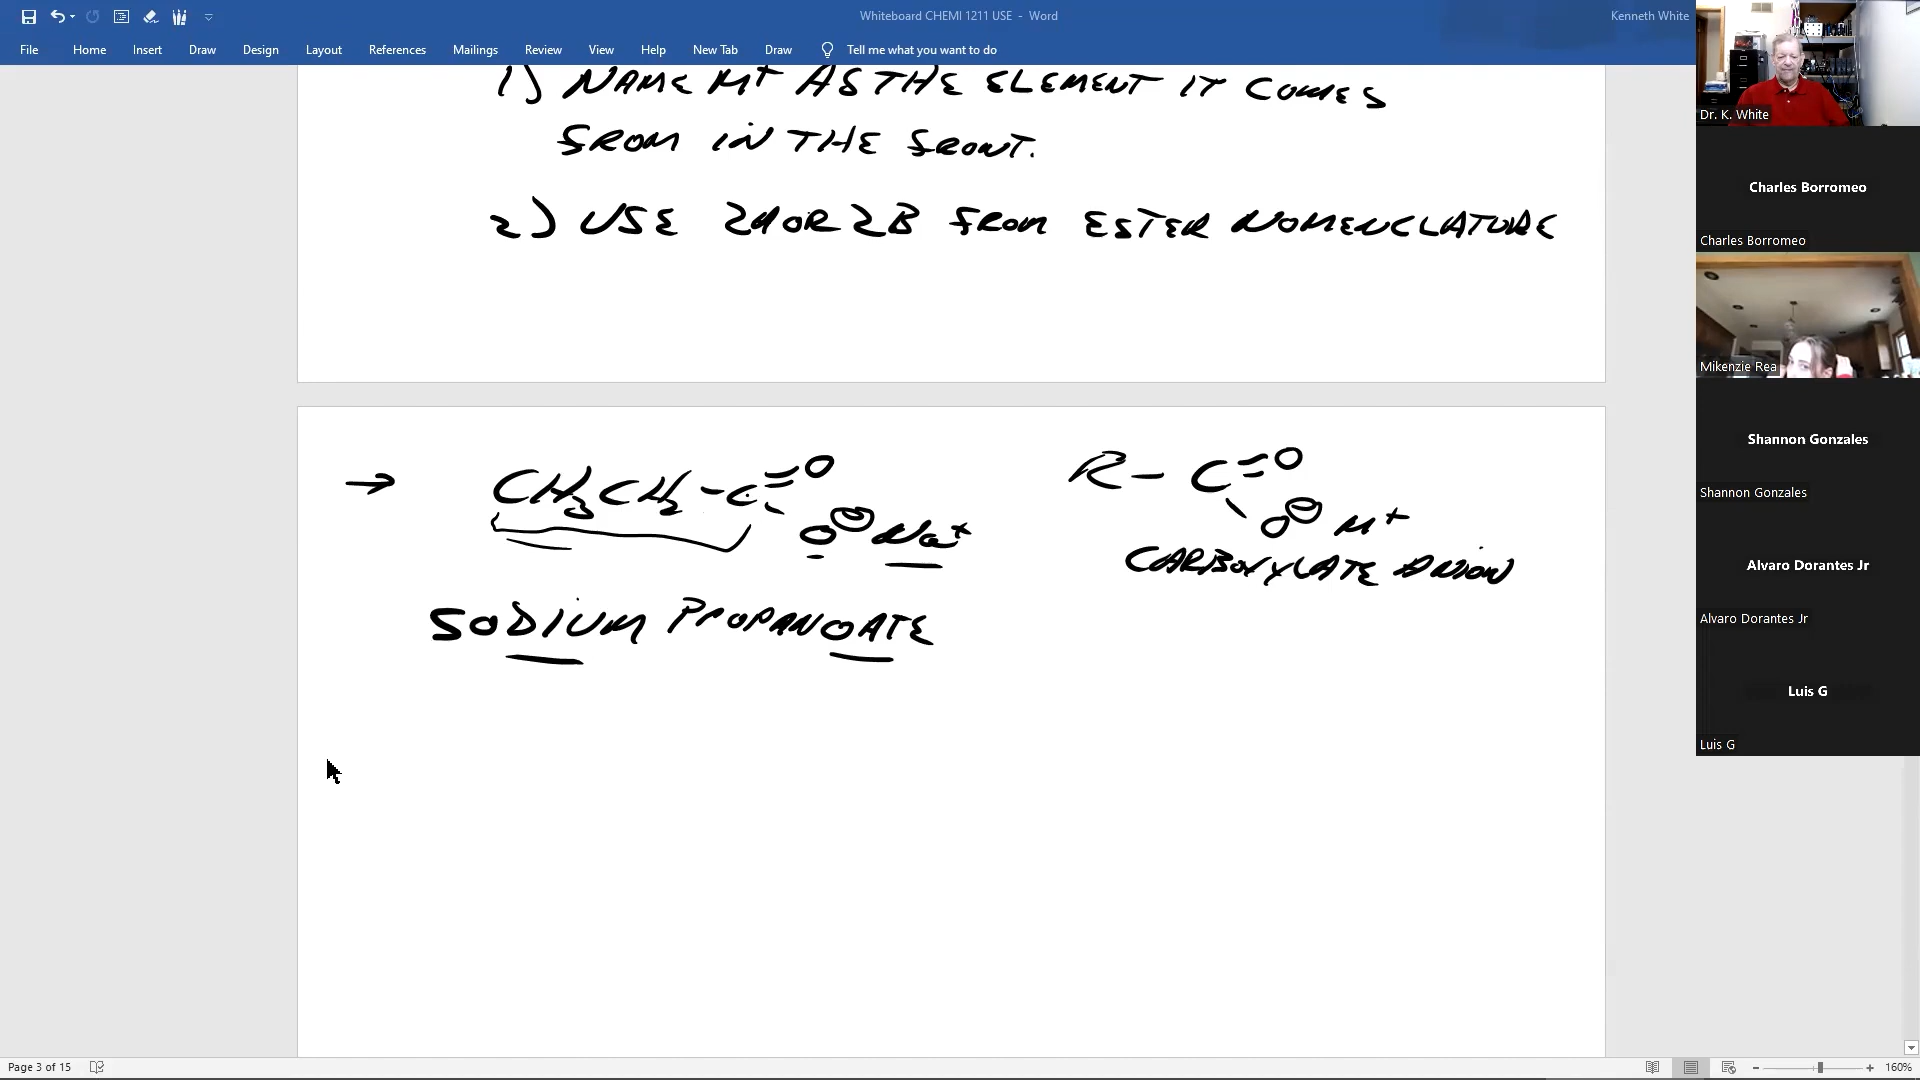 Whiteboard CHEMI 1211 USE - Word
Kenneth White
File Home Insert Draw Design Layout References Mailings Review View Help New Tab Draw Tell me what you want to do
1) NAME M+ AS THE ELEMENT IT COMES
FROM IN THE FRONT.
2) USE 2A OR 2B FROM ESTER NOMENCLATURE
→ CH₃CH₂-C=O
O⊖ Na+
SODIUM PROPANOATE
R-C=O
O⊖ M+
CARBOXYLATE ANION
Dr. K. White
Charles Borromeo
Charles Borromeo
Mikenzie Rea
Shannon Gonzales
Shannon Gonzales
Alvaro Dorantes Jr
Alvaro Dorantes Jr
Luis G
Luis G
Page 3 of 15
160%